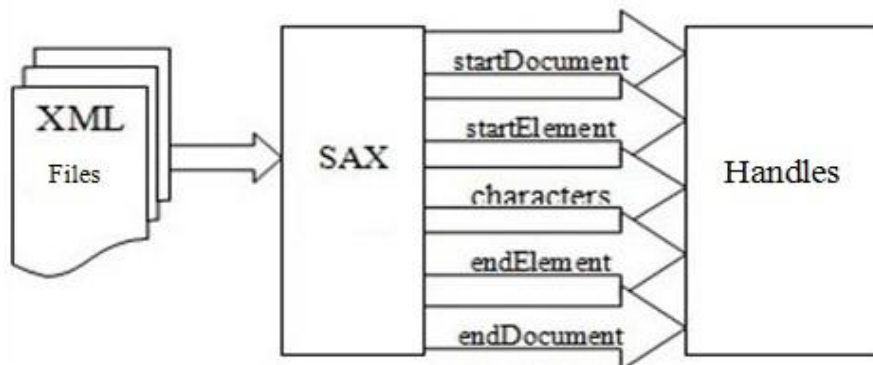 XML
Files
SAX
startDocument
startElement
characters
endElement
endDocument
Handles